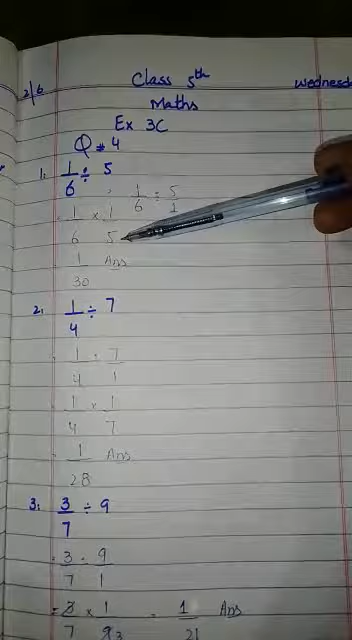 2/6 Class 5th Wednesd
Maths
Ex 3C
Q # 4
1. 1/6 ÷ 5
1/6 ÷ 5/1
= 1/6 × 1/5
= 1/30 Ans
2. 1/4 ÷ 7
= 1/4 ÷ 7/1
= 1/4 × 1/7
= 1/28 Ans
3. 3/7 ÷ 9
= 3/7 ÷ 9/1
= 3/7 × 1/9 3 = 1/21 Ans